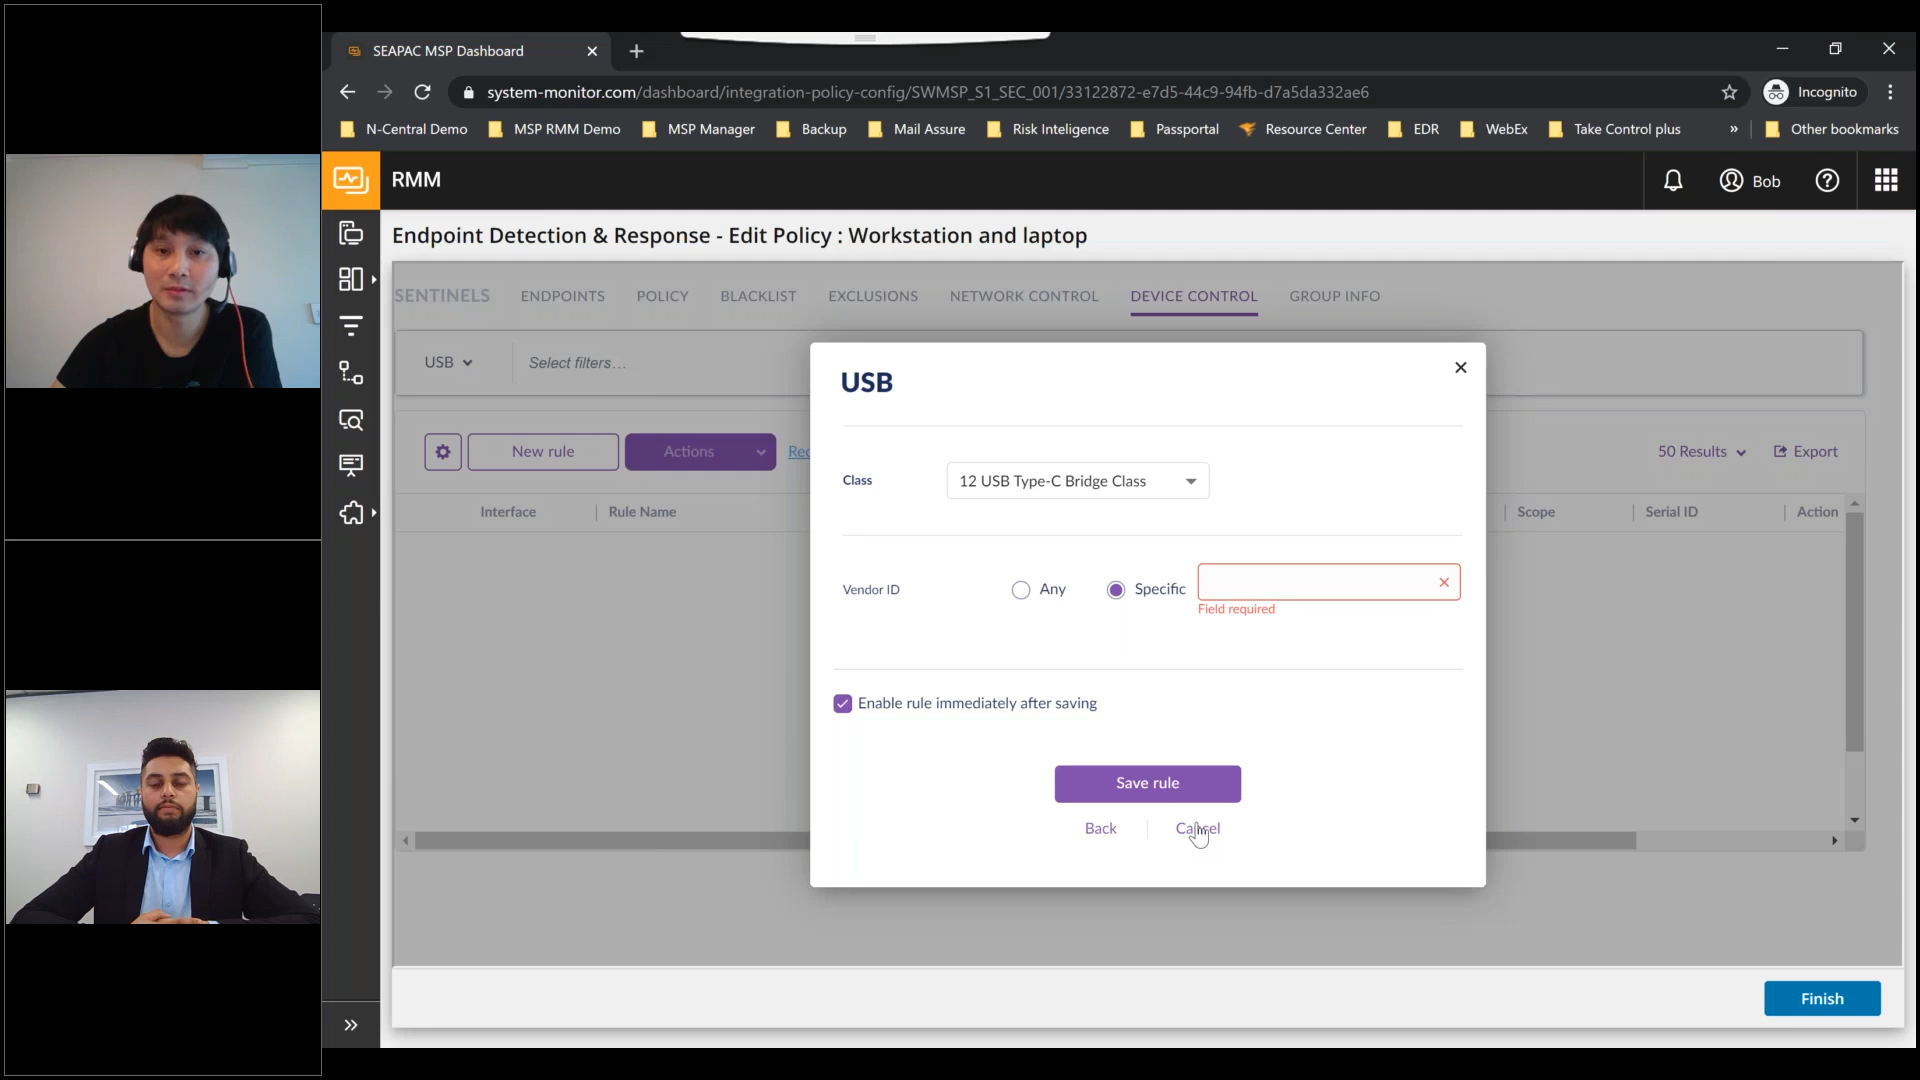 SEAPAC MSP Dashboard
system-monitor.com/dashboard/integration-policy-config/SWMSP_S1_SEC_001/33122872-e7d5-44c9-94fb-d7a5da332ae6
Incognito
N-Central Demo
MSP RMM Demo
MSP Manager
Backup
Mail Assure
Risk Inteligence
Passportal
Resource Center
EDR
WebEx
Take Control plus
»
Other bookmarks
RMM
Bob
Endpoint Detection & Response - Edit Policy : Workstation and laptop
SENTINELS
ENDPOINTS
POLICY
BLACKLIST
EXCLUSIONS
NETWORK CONTROL
DEVICE CONTROL
GROUP INFO
USB
Select filters...
New rule
Actions
Rec
50 Results
Export
Interface
Rule Name
Scope
Serial ID
Action
USB
Class
12 USB Type-C Bridge Class
Vendor ID
Any
Specific
Field required
Enable rule immediately after saving
Save rule
Back
Cancel
Finish